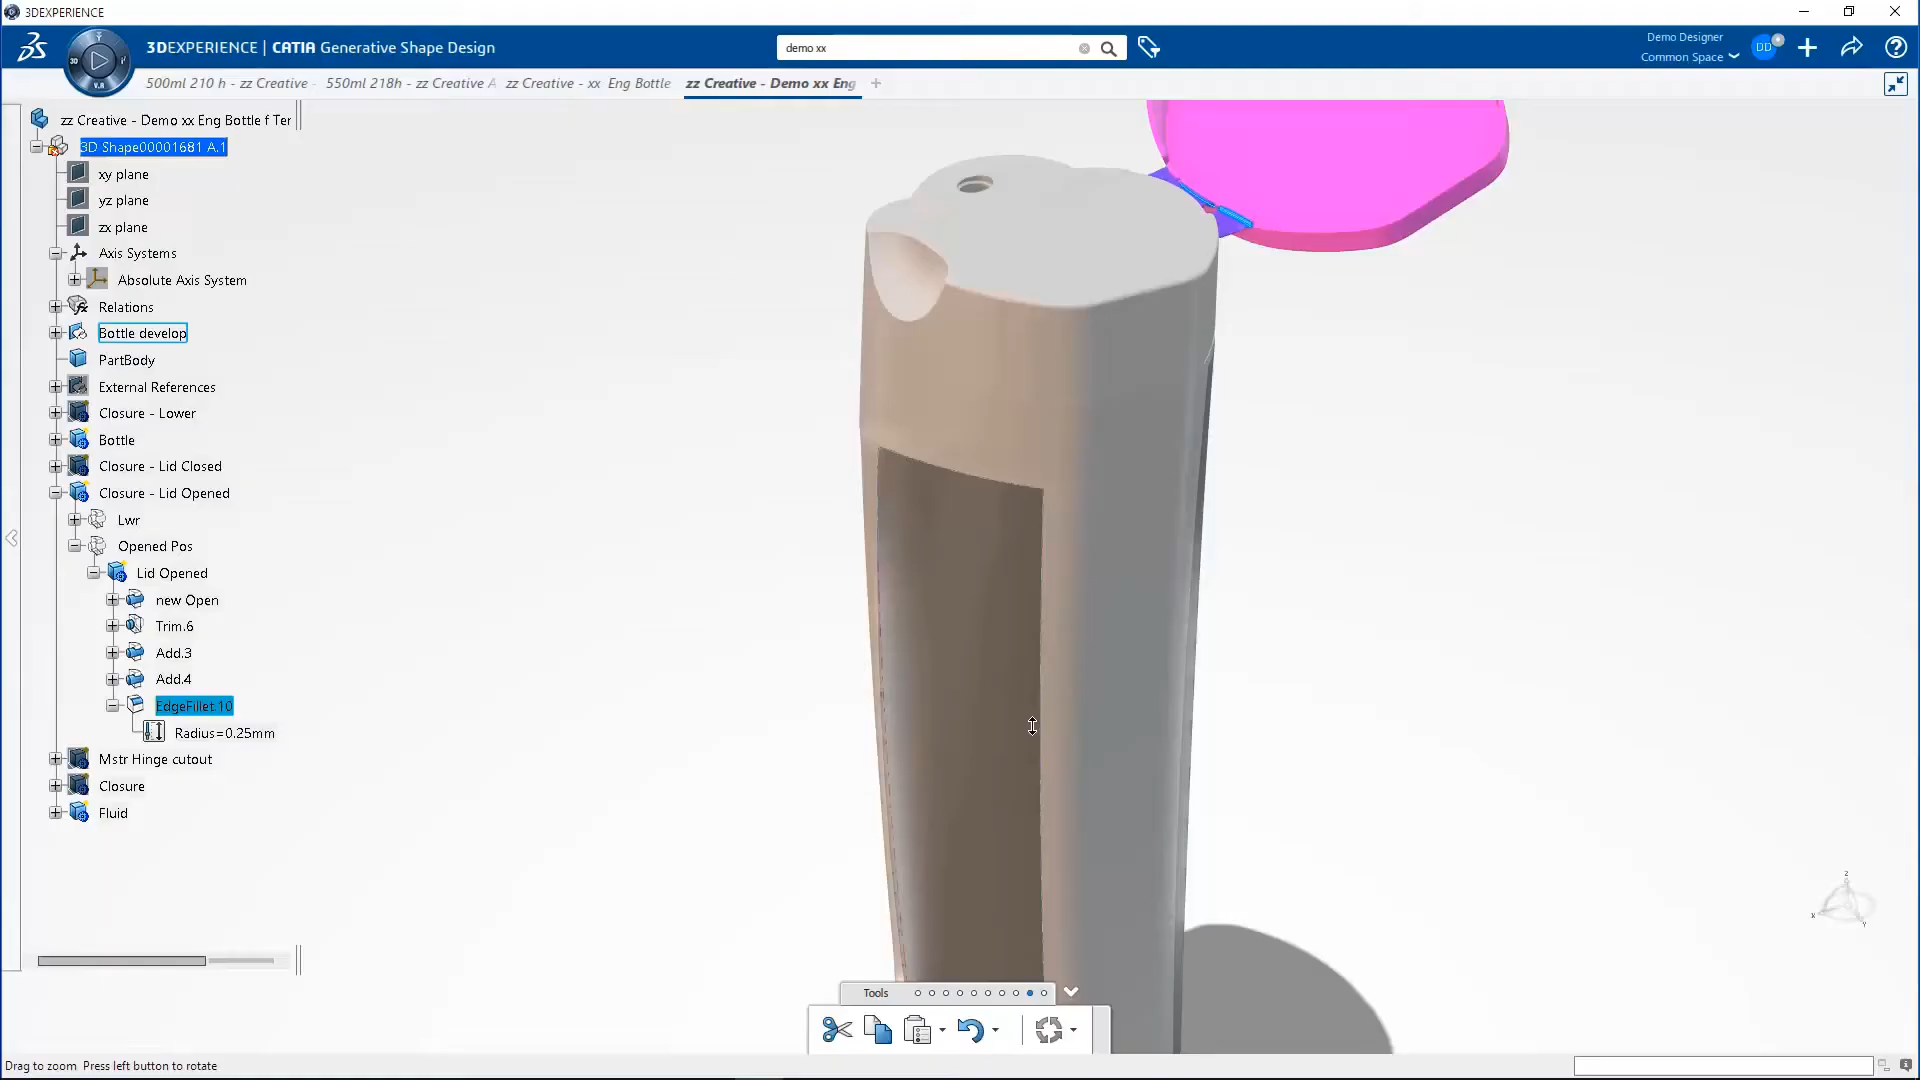 3DEXPERIENCE
3DEXPERIENCE | CATIA Generative Shape Design
demo xx
Demo Designer
Common Space
DD
3D
V.R
500ml 210 h - zz Creative -
550ml 218h - zz Creative A
zz Creative - xx Eng Bottle
zz Creative - Demo xx Eng
zz Creative - Demo xx Eng Bottle f Ter
3D Shape00001681 A.1
xy plane
yz plane
zx plane
Axis Systems
Absolute Axis System
Relations
Bottle develop
PartBody
External References
Closure - Lower
Bottle
Closure - Lid Closed
Closure - Lid Opened
Lwr
Opened Pos
Lid Opened
new Open
Trim.6
Add.3
Add.4
EdgeFillet.10
Radius=0.25mm
Mstr Hinge cutout
Closure
Fluid
z
x
y
Tools
Drag to zoom Press left button to rotate